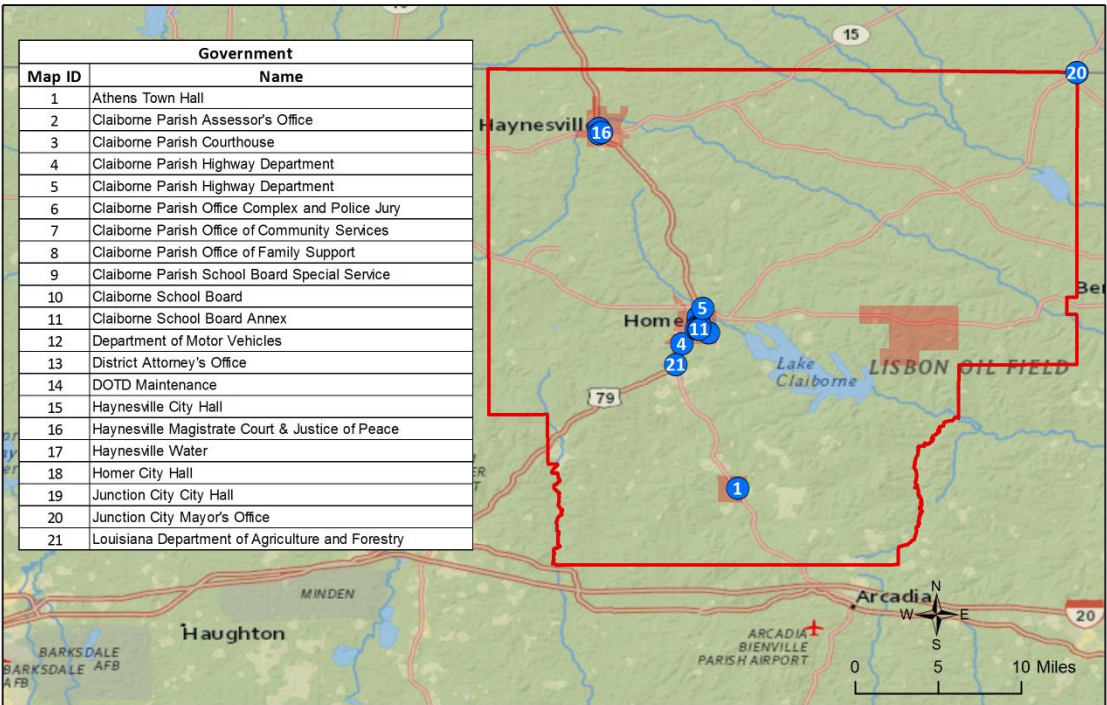 Government
Map ID Name
1 Athens Town Hall
2 Claiborne Parish Assessor's Office
3 Claiborne Parish Courthouse
4 Claiborne Parish Highway Department
5 Claiborne Parish Highway Department
6 Claiborne Parish Office Complex and Police Jury
7 Claiborne Parish Office of Community Services
8 Claiborne Parish Office of Family Support
9 Claiborne Parish School Board Special Service
10 Claiborne School Board
11 Claiborne School Board Annex
12 Department of Motor Vehicles
13 District Attorney's Office
14 DOTD Maintenance
15 Haynesville City Hall
16 Haynesville Magistrate Court & Justice of Peace
17 Haynesville Water
18 Homer City Hall
19 Junction City City Hall
20 Junction City Mayor's Office
21 Louisiana Department of Agriculture and Forestry
15
20
Haynesvill
16
Home
5
11
4
21
Lake
Claiborne
LISBON OIL FIELD
Ber
79
1
MINDEN
Haughton
BARKSDALE
AFB
BARKSDALE
AFB
Arcadia
ARCADIA
BIENVILLE
PARISH AIRPORT
20
N
W E
S
0 5 10 Miles